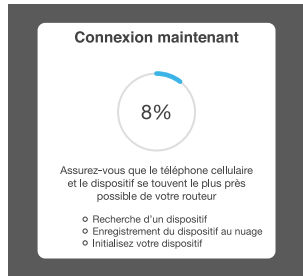 Connexion maintenant
8%
Assurez-vous que le téléphone cellulaire
et le dispositif se touvent le plus près
possible de votre routeur
Recherche d'un dispositif
Enregistrement du dispositif au nuage
Initialisez votre dispositif